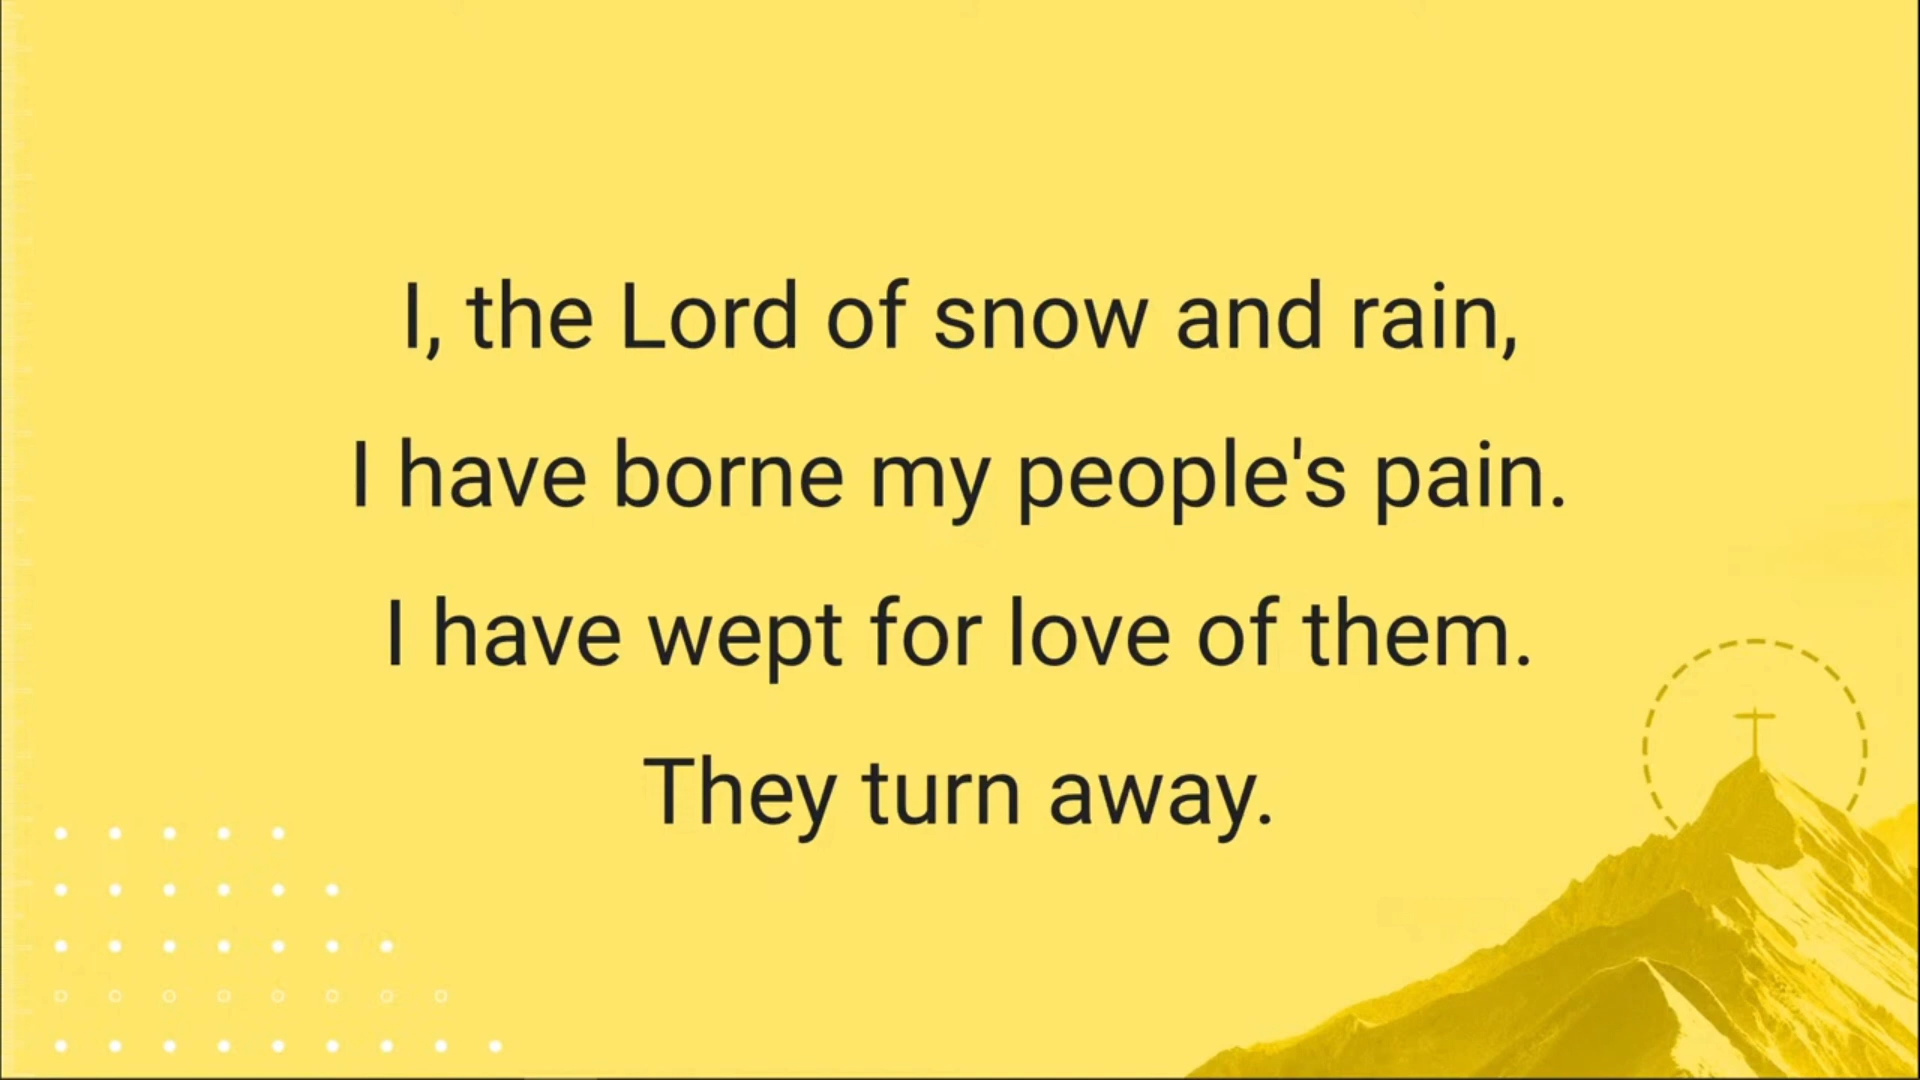 I, the Lord of snow and rain,
I have borne my people's pain.
I have wept for love of them.
They turn away.